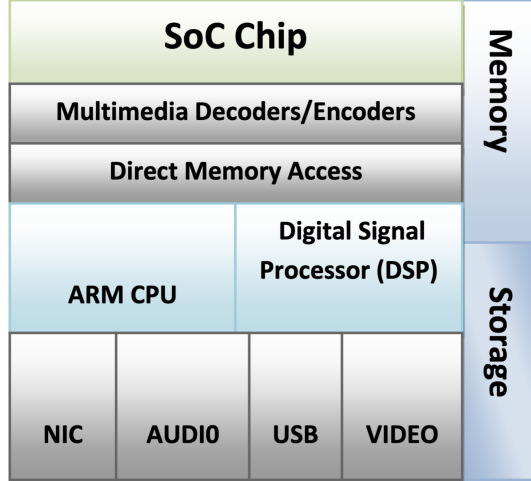 SoC Chip
Memory
Multimedia Decoders/Encoders
Direct Memory Access
ARM CPU
Digital Signal
Processor (DSP)
Storage
NIC
AUDI0
USB
VIDEO